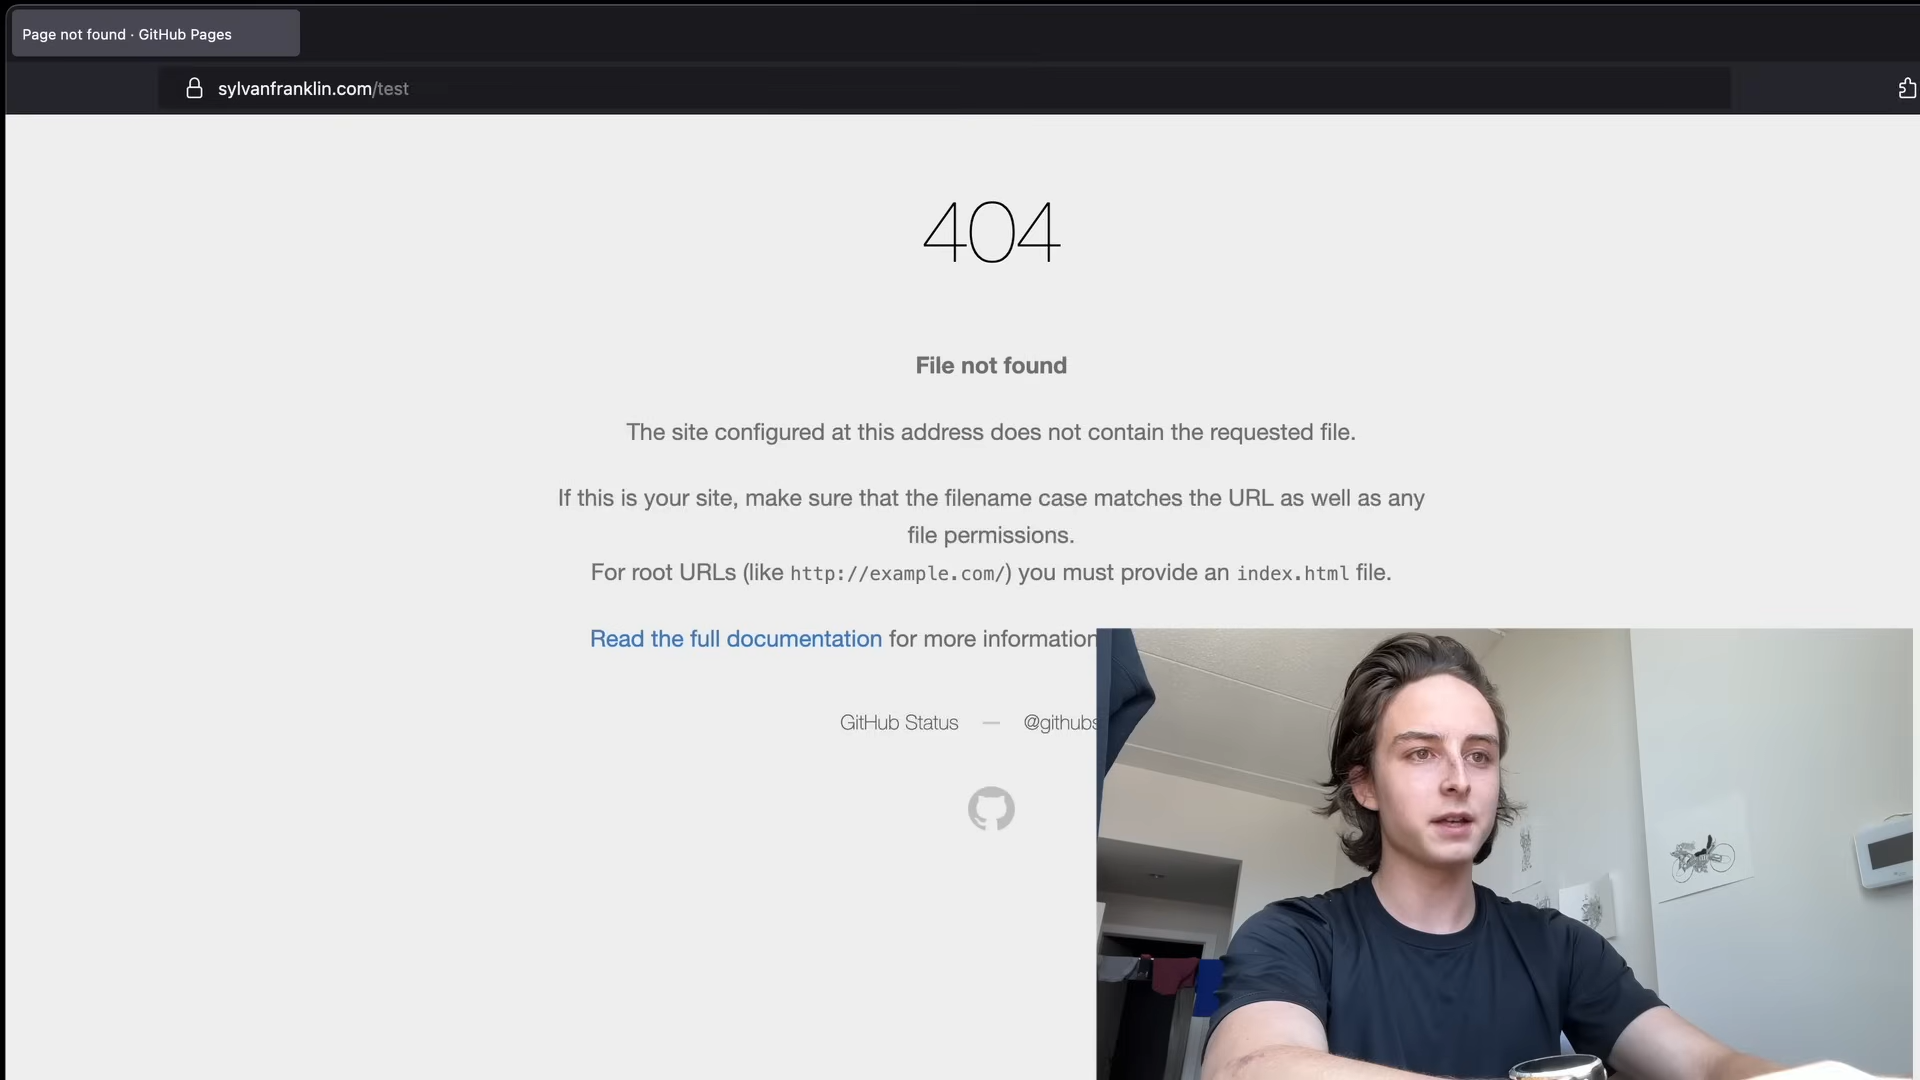 Page not found · GitHub Pages
sylvanfranklin.com/test
404
File not found
The site configured at this address does not contain the requested file.
If this is your site, make sure that the filename case matches the URL as well as any
file permissions.
For root URLs (like http://example.com/) you must provide an index.html file.
Read the full documentation for more information
GitHub Status — @githubs